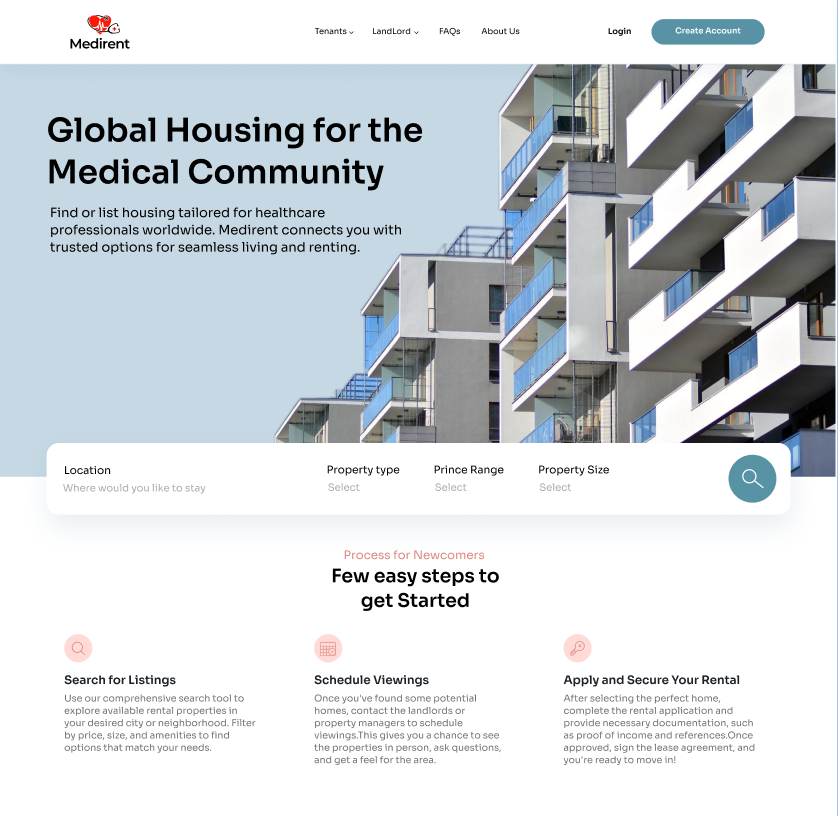 Medirent
Tenants
LandLord
FAQs
About Us
Login
Create Account
Global Housing for the
Medical Community
Find or list housing tailored for healthcare
professionals worldwide. Medirent connects you with
trusted options for seamless living and renting.
Location
Where would you like to stay
Property type
Select
Prince Range
Select
Property Size
Select
Process for Newcomers
Few easy steps to
get Started
Search for Listings
Use our comprehensive search tool to
explore available rental properties in
your desired city or neighborhood. Filter
by price, size, and amenities to find
options that match your needs.
Schedule Viewings
Once you've found some potential
homes, contact the landlords or
property managers to schedule
viewings.This gives you a chance to see
the properties in person, ask questions,
and get a feel for the area.
Apply and Secure Your Rental
After selecting the perfect home,
complete the rental application and
provide necessary documentation, such
as proof of income and references.Once
approved, sign the lease agreement, and
you're ready to move in!